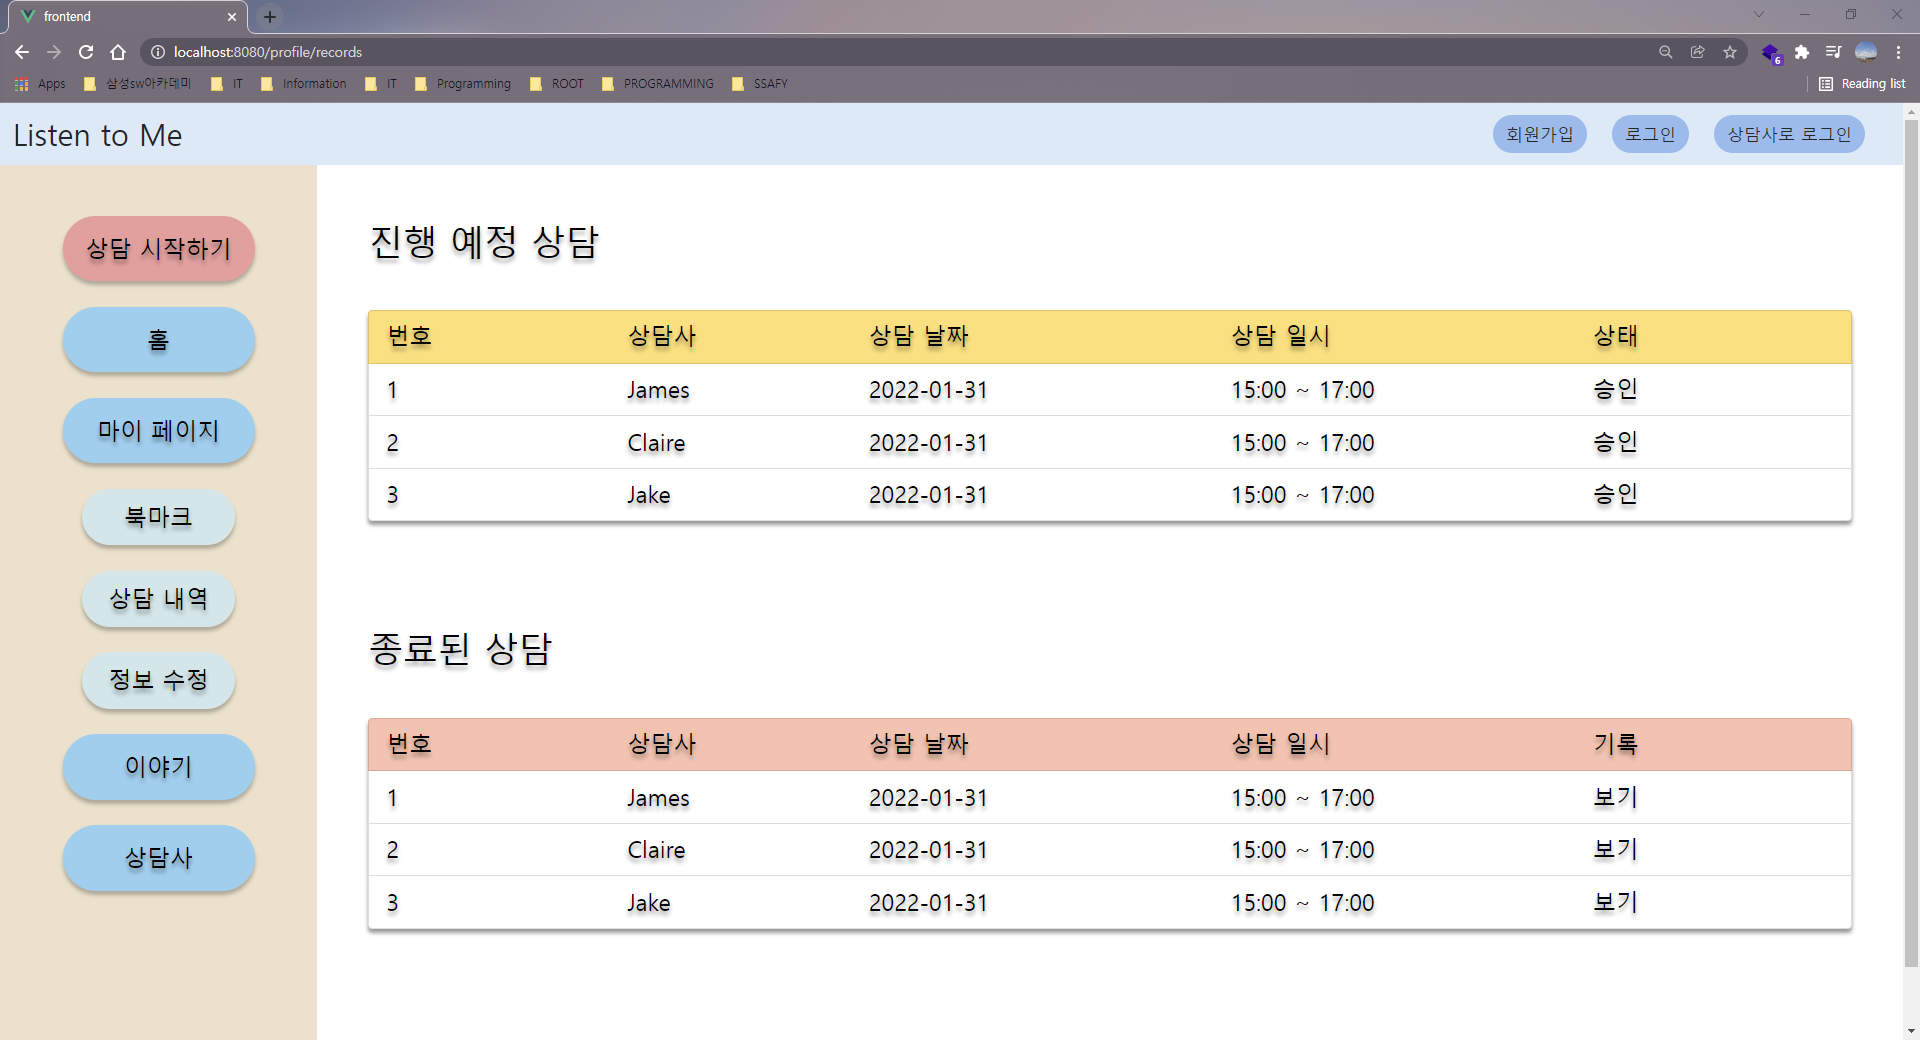 frontend
localhost:8080/profile/records
6
Apps 삼성sw아카데미 IT Information IT Programming ROOT PROGRAMMING SSAFY Reading list
Listen to Me 회원가입 로그인 상담사로 로그인
상담 시작하기
홈
마이 페이지
북마크
상담 내역
정보 수정
이야기
상담사
진행 예정 상담
번호 상담사 상담 날짜 상담 일시 상태
1 James 2022-01-31 15:00 ~ 17:00 승인
2 Claire 2022-01-31 15:00 ~ 17:00 승인
3 Jake 2022-01-31 15:00 ~ 17:00 승인
종료된 상담
번호 상담사 상담 날짜 상담 일시 기록
1 James 2022-01-31 15:00 ~ 17:00 보기
2 Claire 2022-01-31 15:00 ~ 17:00 보기
3 Jake 2022-01-31 15:00 ~ 17:00 보기